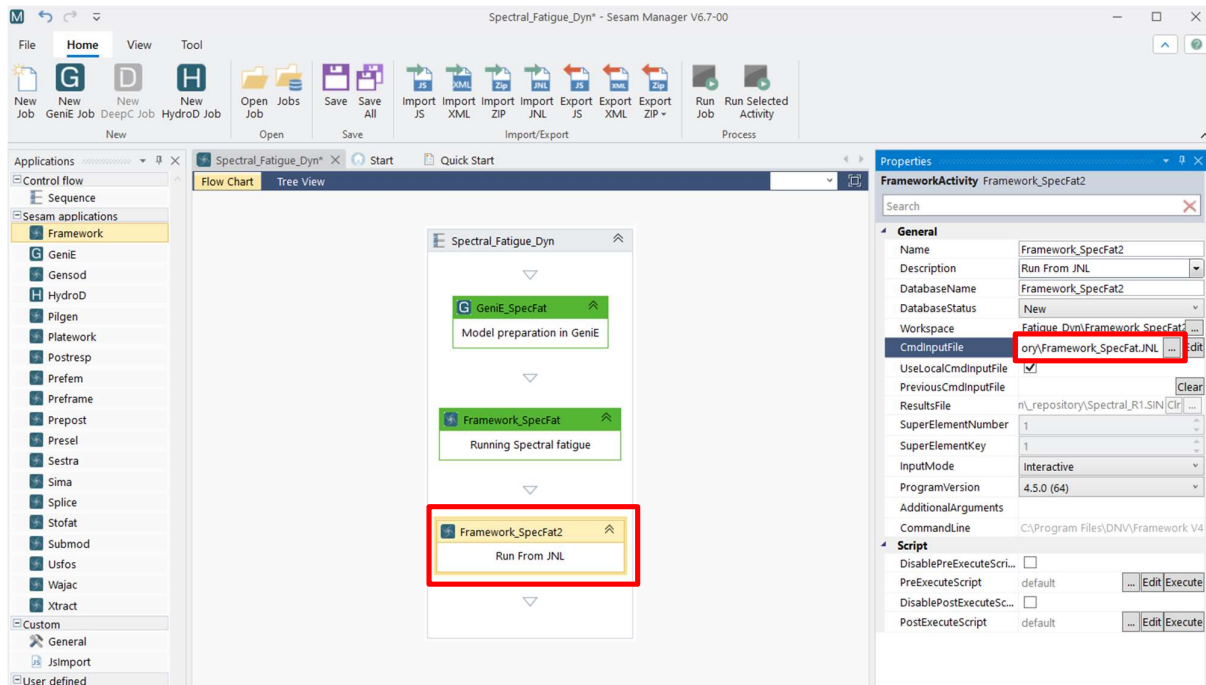 Spectral_Fatigue_Dyn* - Sesam Manager V6.7-00
File Home View Tool
New Job
New GeniE Job
New DeepC Job
New HydroD Job
Open Job
Jobs
Save
Save All
Import JS
Import XML
Import ZIP
Import JNL
Export JS
Export XML
Export ZIP
Run Job
Run Selected Activity
New Open Save Import/Export Process
Applications
Control flow
Sequence
Sesam applications
Framework
GeniE
Gensod
HydroD
Pilgen
Platework
Postresp
Prefem
Preframe
Prepost
Presel
Sestra
Sima
Splice
Stofat
Submod
Usfos
Wajac
Xtract
Custom
General
JsImport
User defined
Spectral_Fatigue_Dyn* Start Quick Start
Flow Chart Tree View
Spectral_Fatigue_Dyn
GeniE_SpecFat
Model preparation in GeniE
Framework_SpecFat
Running Spectral fatigue
Framework_SpecFat2
Run From JNL
Properties
FrameworkActivity Framework_SpecFat2
Search
General
Name Framework_SpecFat2
Description Run From JNL
DatabaseName Framework_SpecFat2
DatabaseStatus New
Workspace Fatigue_Dyn\Framework_SpecFat2 ...
CmdInputFile ory\Framework_SpecFat.JNL ... Edit
UseLocalCmdInputFile
PreviousCmdInputFile Clear
ResultsFile n\_repository\Spectral_R1.SIN Clr ...
SuperElementNumber 1
SuperElementKey 1
InputMode Interactive
ProgramVersion 4.5.0 (64)
AdditionalArguments
CommandLine C:\Program Files\DNV\Framework V4
Script
DisablePreExecuteScri...
PreExecuteScript default ... Edit Execute
DisablePostExecuteSc...
PostExecuteScript default ... Edit Execute